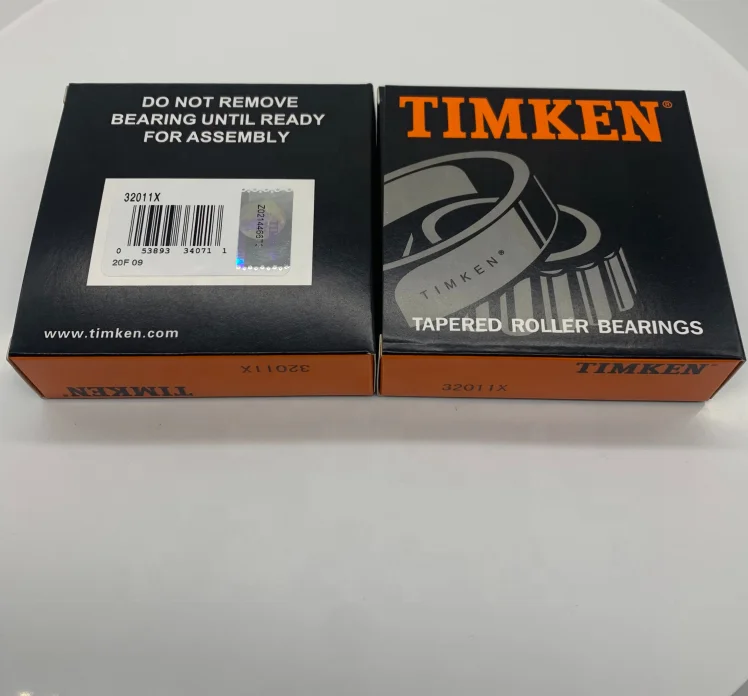 DO NOT REMOVE
BEARING UNTIL READY
FOR ASSEMBLY
32011X
0 53893 34071 1
20F 09
www.timken.com
32011X
TIMKEN
TIMKEN®
TIMKEN®
TAPERED ROLLER BEARINGS
TIMKEN
32011X